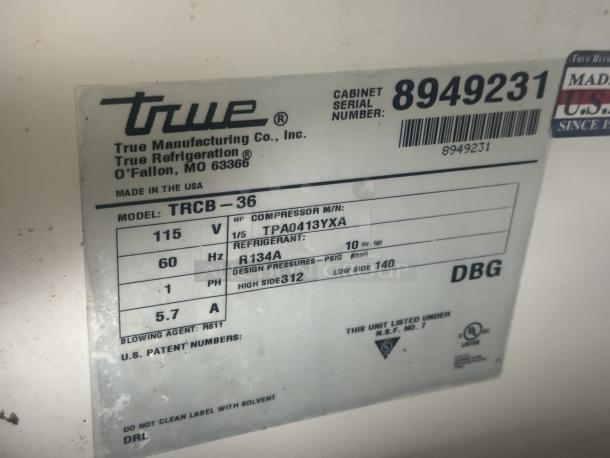 true®
True Manufacturing Co., Inc.
True Refrigeration®
O'Fallon, MO 63366
MADE IN THE USA
CABINET
SERIAL
NUMBER:
8949231
8949231
MADE
U.S.
SINCE
MODEL: TRCB-36
115 V
60 Hz
1 PH
5.7 A
HP COMPRESSOR M/N:
1/5 TPA0413YXA
REFRIGERANT:
R134A 10 Oz.
DESIGN PRESSURES-PSIG
HIGH SIDE 312 LOW SIDE 140
DBG
BLOWING AGENT: R611
U.S. PATENT NUMBERS:
THIS UNIT LISTED UNDER
N.S.F. NO. 7
DO NOT CLEAN LABEL WITH SOLVENT
DRL